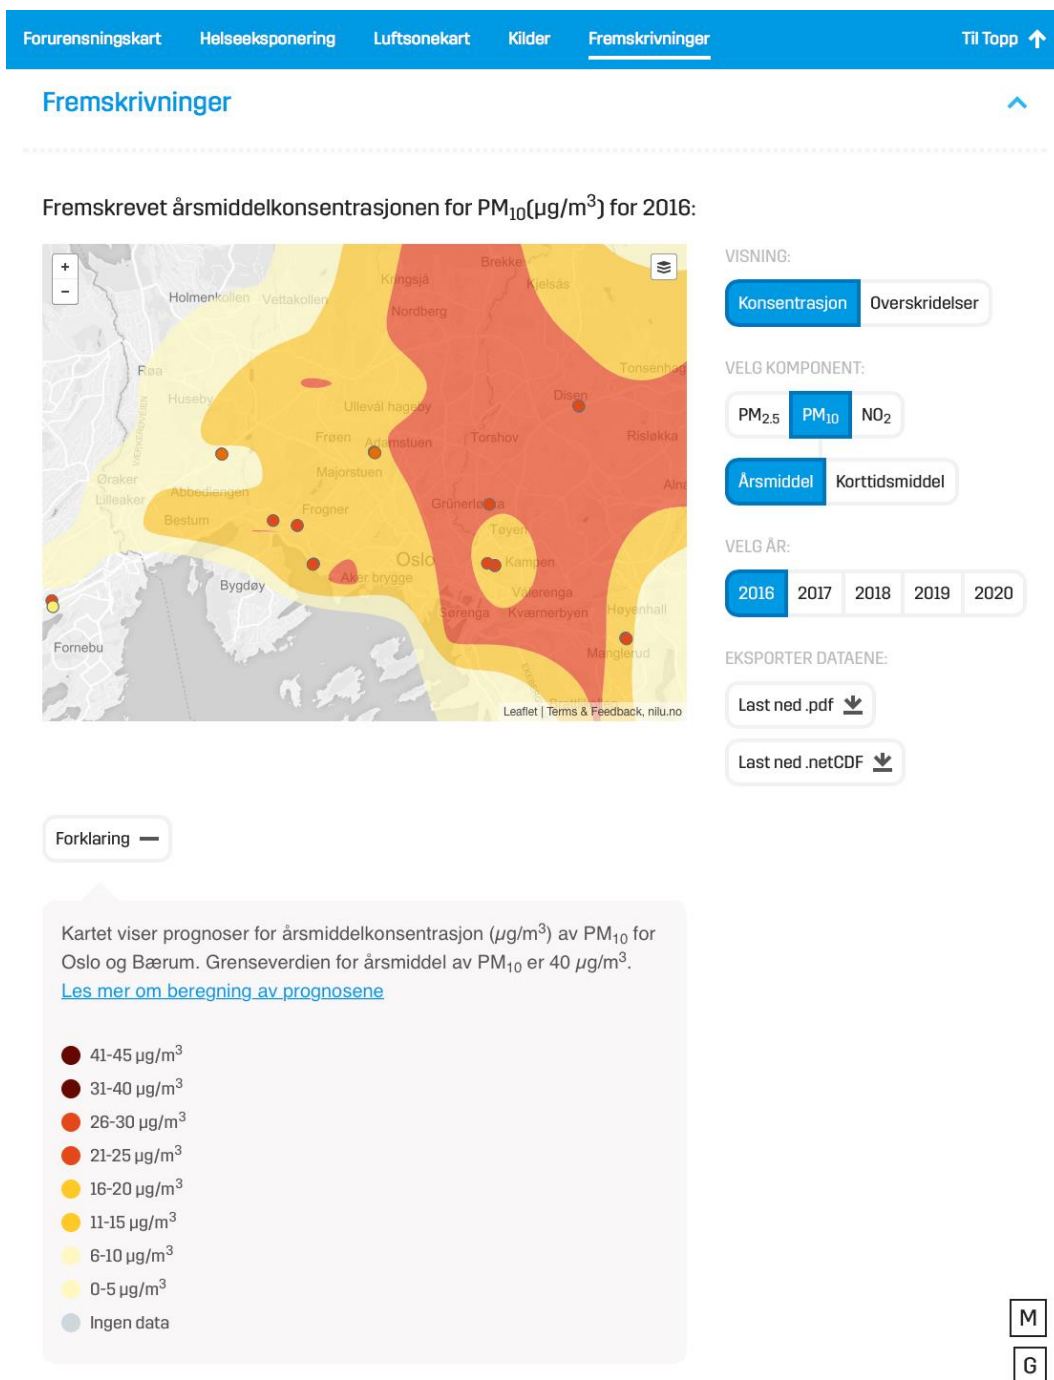 Forurensningskart Helseeksponering Luftsonekart Kilder Fremskrivninger Til Topp
Fremskrivninger
Fremskrevet årsmiddelkonsentrasjonen for PM₁₀(µg/m³) for 2016:
+
−
Brekke
Kringsjå
Kjelsås
Holmenkollen
Vettakollen
Nordberg
Røa
Tonsenhag
Huseby
Disen
Ullevål hageby
Frøen
Adamstuen
Torshov
Risløkka
Majorstuen
Øraker
Lilleaker
Abbediengen
Grünerløkka
Aln
Bestum
Frogner
Tøyen
Oslo
Kampen
Bygdøy
Aker brygge
Vålerenga
Sørenga
Kværnerbyen
Høyenhall
Fornebu
Manglerud
Leaflet | Terms & Feedback, nilu.no
VISNING:
Konsentrasjon Overskridelser
VELG KOMPONENT:
PM₂.₅ PM₁₀ NO₂
Årsmiddel Korttidsmiddel
VELG ÅR:
2016 2017 2018 2019 2020
EKSPORTER DATAENE:
Last ned .pdf
Last ned .netCDF
Forklaring
Kartet viser prognoser for årsmiddelkonsentrasjon (µg/m³) av PM₁₀ for
Oslo og Bærum. Grenseverdien for årsmiddel av PM₁₀ er 40 µg/m³.
Les mer om beregning av prognosene
41-45 µg/m³
31-40 µg/m³
26-30 µg/m³
21-25 µg/m³
16-20 µg/m³
11-15 µg/m³
6-10 µg/m³
0-5 µg/m³
Ingen data
M
G